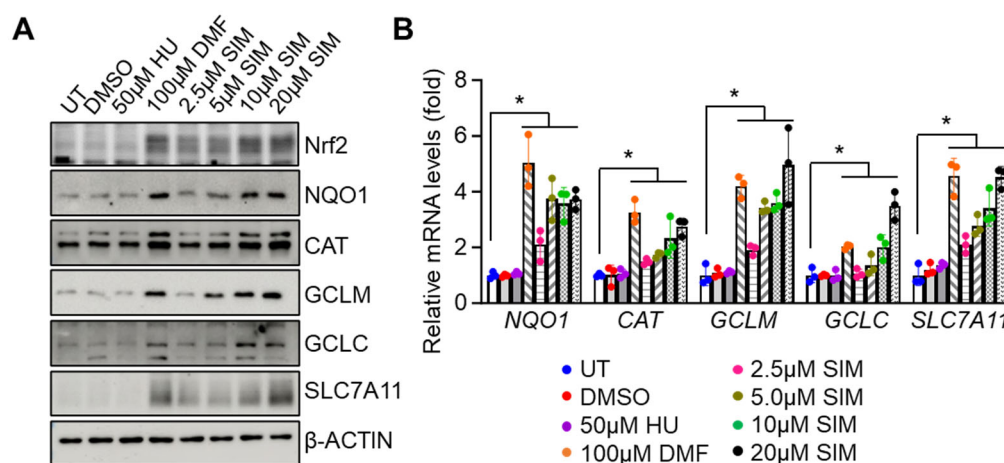 A
UT
DMSO
50µM HU
100µM DMF
2.5µM SIM
5µM SIM
10µM SIM
20µM SIM
Nrf2
NQO1
CAT
GCLM
GCLC
SLC7A11
β-ACTIN
B
Relative mRNA levels (fold)
8
6
4
2
0
*
*
*
*
*
NQO1
CAT
GCLM
GCLC
SLC7A11
UT
DMSO
50µM HU
100µM DMF
2.5µM SIM
5.0µM SIM
10µM SIM
20µM SIM